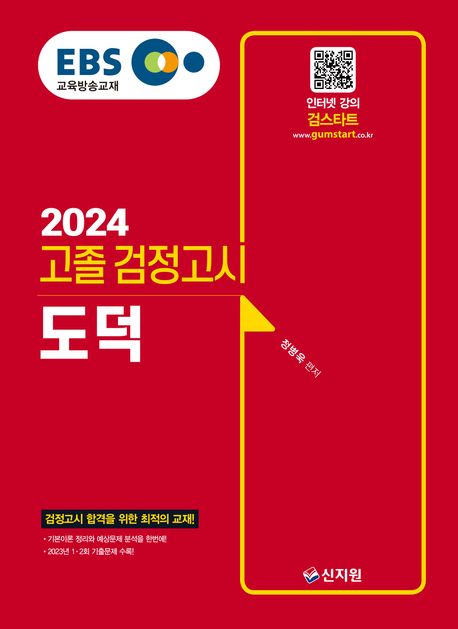 EBS
교육방송교재
인터넷 강의
검스타트
www.gumstart.co.kr
2024
고졸 검정고시
도덕
정병욱 편저
검정고시 합격을 위한 최적의 교재!
• 기본이론 정리와 예상문제 분석을 한번에!
• 2023년 1·2회 기출문제 수록!
신지원